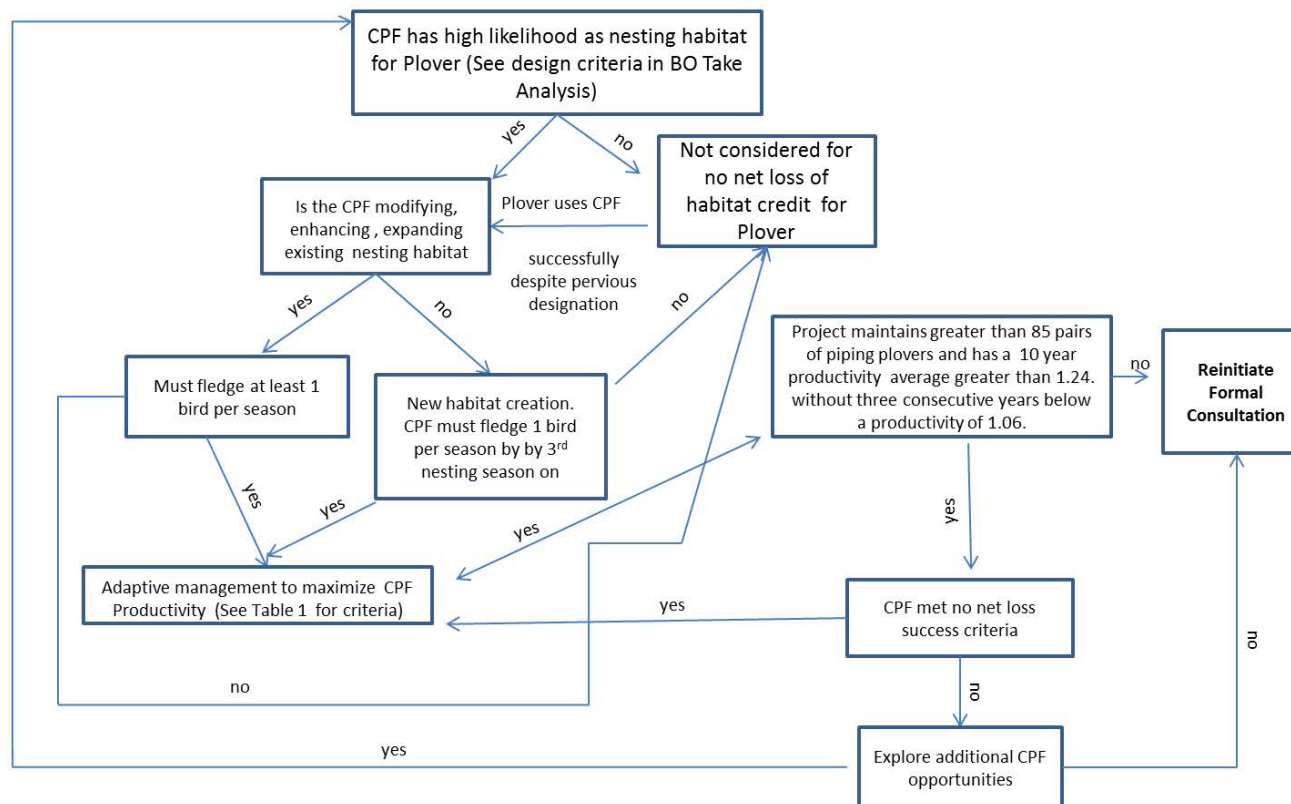 CPF has high likelihood as nesting habitat
for Plover (See design criteria in BO Take
Analysis)
yes
no
Not considered for
no net loss of
habitat credit for
Plover
Is the CPF modifying,
enhancing , expanding
existing nesting habitat
Plover uses CPF
successfully
despite pervious
designation
yes
no
no
Must fledge at least 1
bird per season
New habitat creation.
CPF must fledge 1 bird
per season by by 3rd
nesting season on
Project maintains greater than 85 pairs
of piping plovers and has a 10 year
productivity average greater than 1.24.
without three consecutive years below
a productivity of 1.06.
no
Reinitiate
Formal
Consultation
yes
yes
yes
yes
Adaptive management to maximize CPF
Productivity (See Table 1 for criteria)
yes
CPF met no net loss
success criteria
no
no
no
yes
Explore additional CPF
opportunities